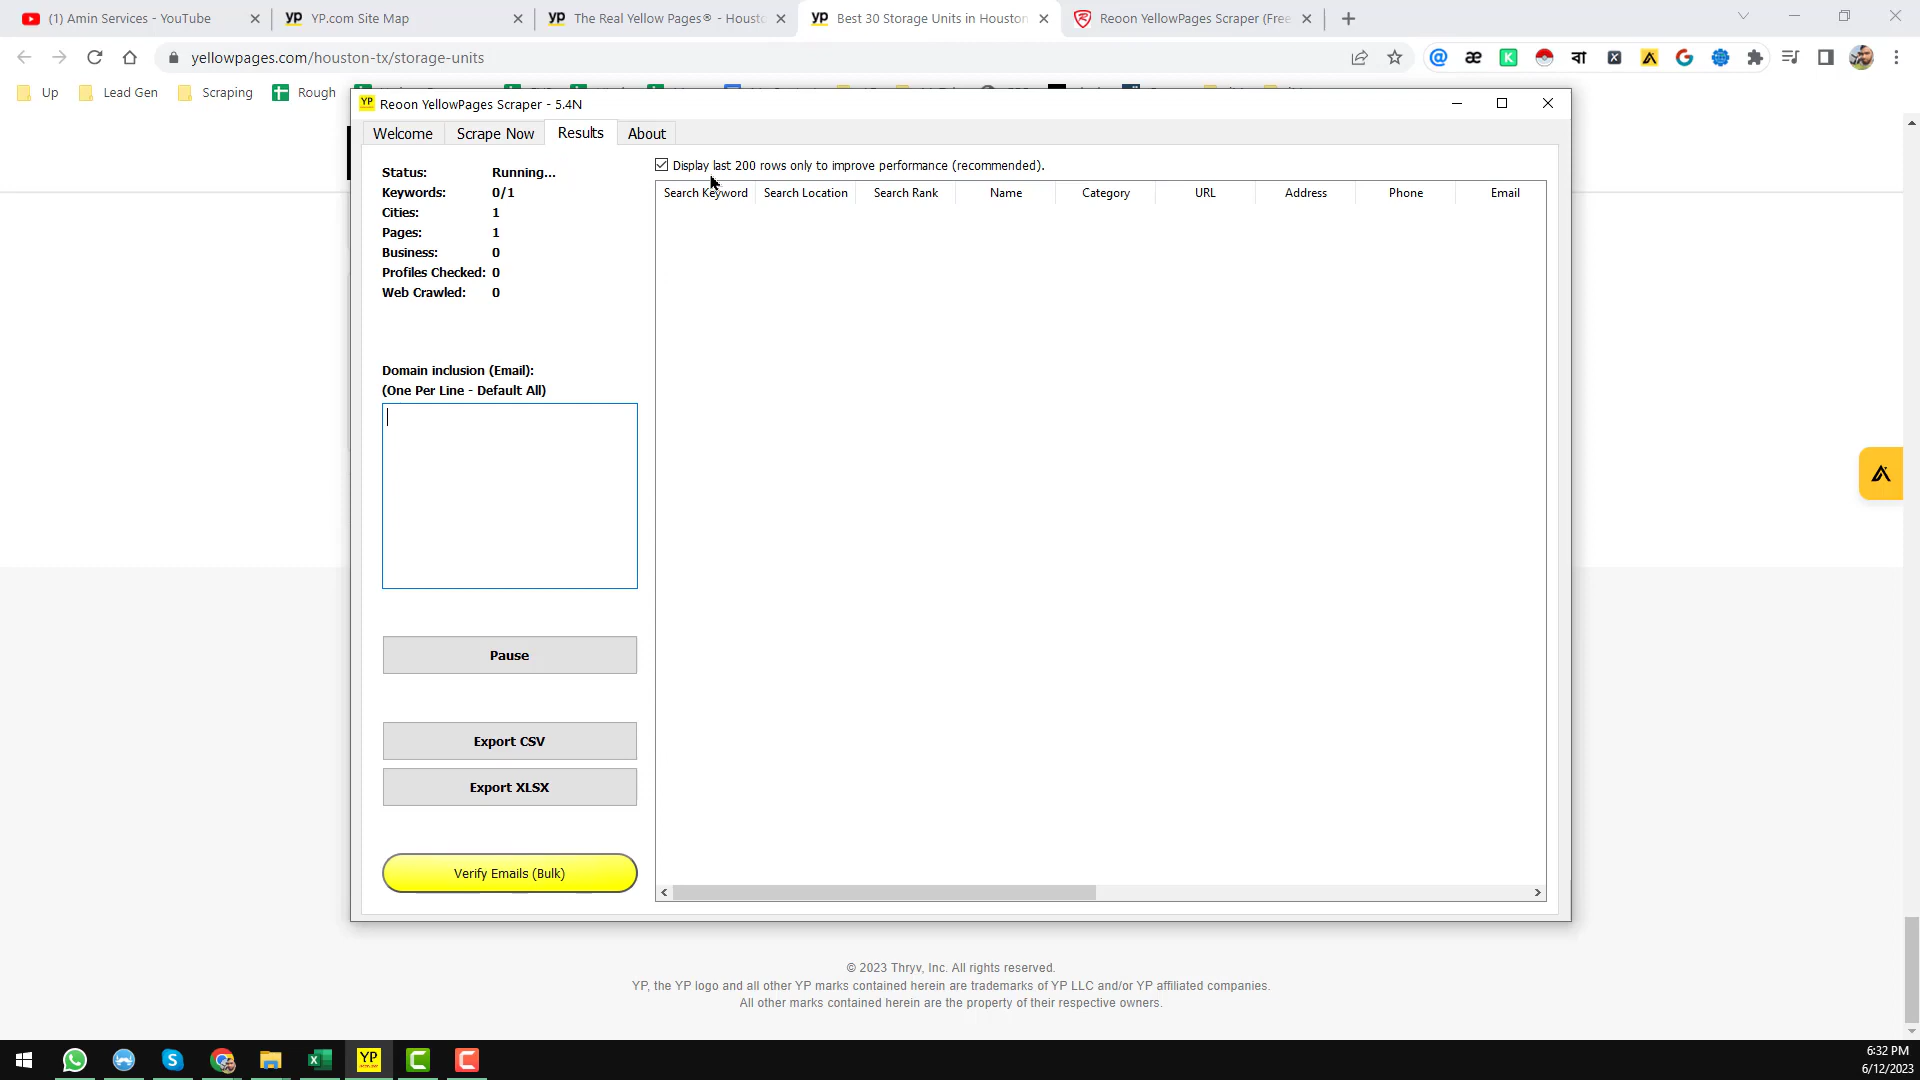 (1) Amin Services - YouTube
YP YP.com Site Map
YP The Real Yellow Pages® - Housto
YP Best 30 Storage Units in Houston
Reoon YellowPages Scraper (Free
yellowpages.com/houston-tx/storage-units
Up
Lead Gen
Scraping
Rough
YP Reoon YellowPages Scraper - 5.4N
Welcome
Scrape Now
Results
About
Status: Running...
Keywords: 0/1
Cities: 1
Pages: 1
Business: 0
Profiles Checked: 0
Web Crawled: 0
Domain inclusion (Email):
(One Per Line - Default All)
Pause
Export CSV
Export XLSX
Verify Emails (Bulk)
Display last 200 rows only to improve performance (recommended).
Search Keyword Search Location Search Rank Name Category URL Address Phone Email
© 2023 Thryv, Inc. All rights reserved.
YP, the YP logo and all other YP marks contained herein are trademarks of YP LLC and/or YP affiliated companies.
All other marks contained herein are the property of their respective owners.
YP
6:32 PM
6/12/2023